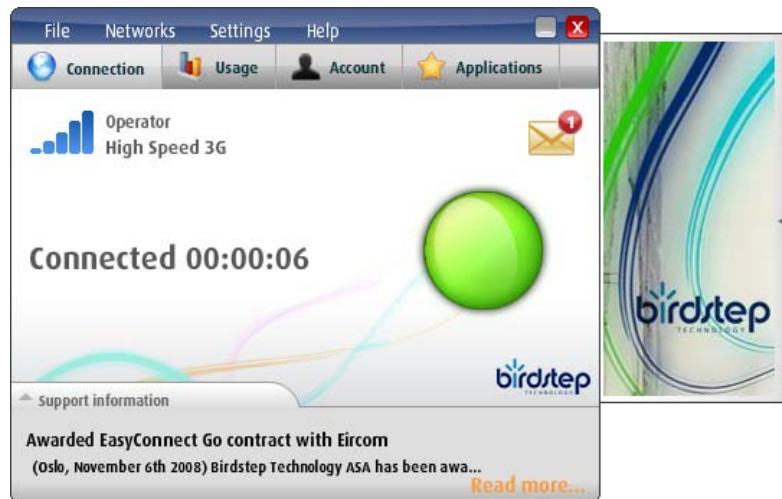 File Networks Settings Help
X
Connection Usage Account Applications
Operator
High Speed 3G
1
Connected 00:00:06
birdstep
TECHNOLOGY
support information
Awarded EasyConnect Go contract with Eircom
(Oslo, November 6th 2008) Birdstep Technology ASA has been awa...
Read more...
birdstep
TECHNOLOGY